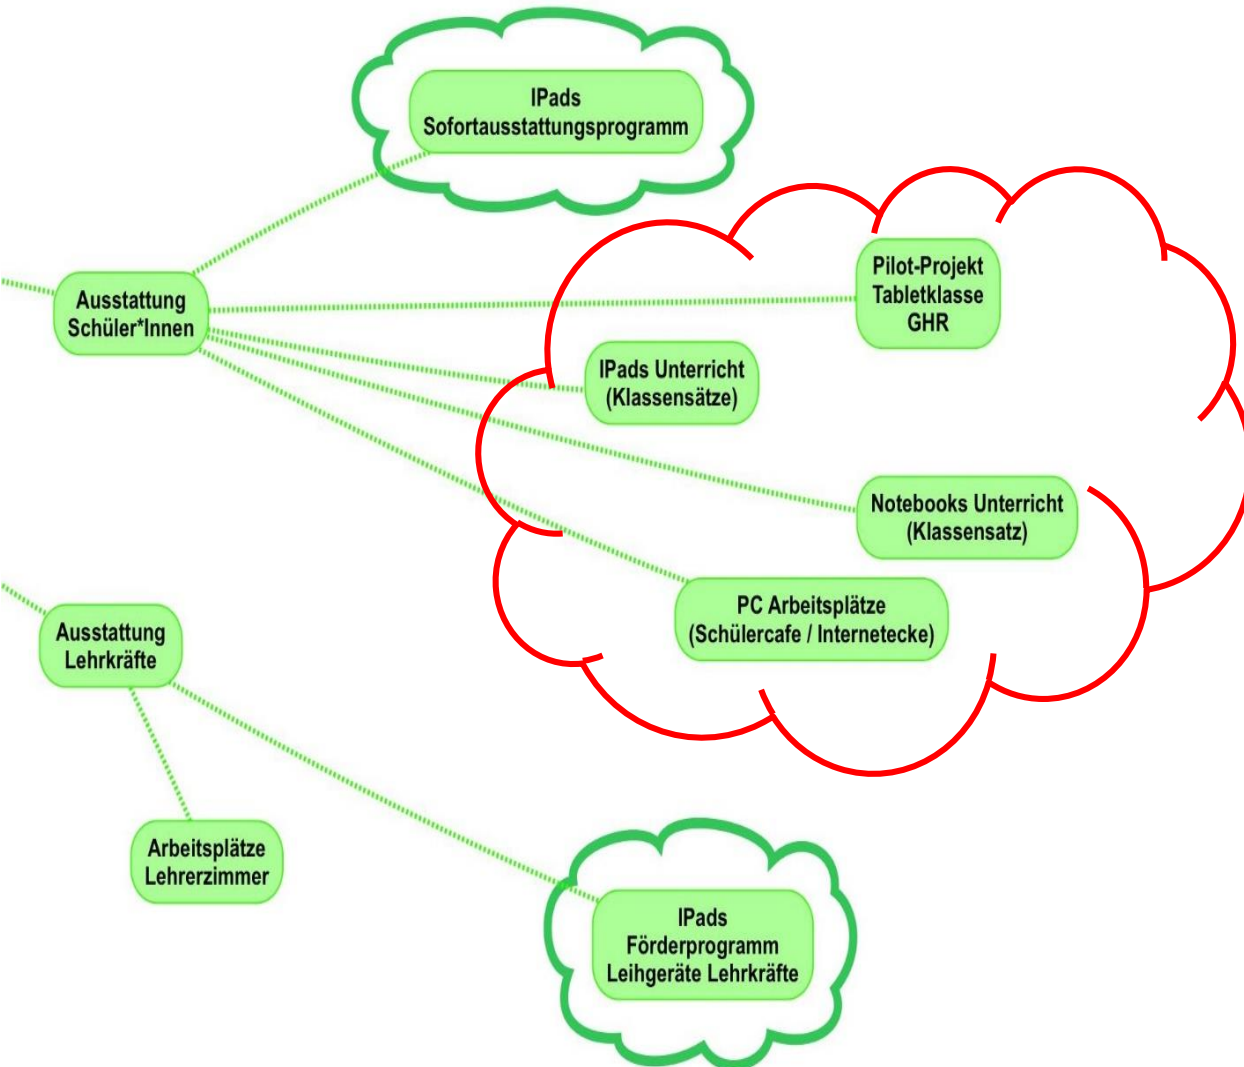 IPads
Sofortausstattungsprogramm
Ausstattung
Schüler*Innen
Pilot-Projekt
Tabletklasse
GHR
IPads Unterricht
(Klassensätze)
Notebooks Unterricht
(Klassensatz)
PC Arbeitsplätze
(Schülercafe / Internetecke)
Ausstattung
Lehrkräfte
Arbeitsplätze
Lehrerzimmer
IPads
Förderprogramm
Leihgeräte Lehrkräfte